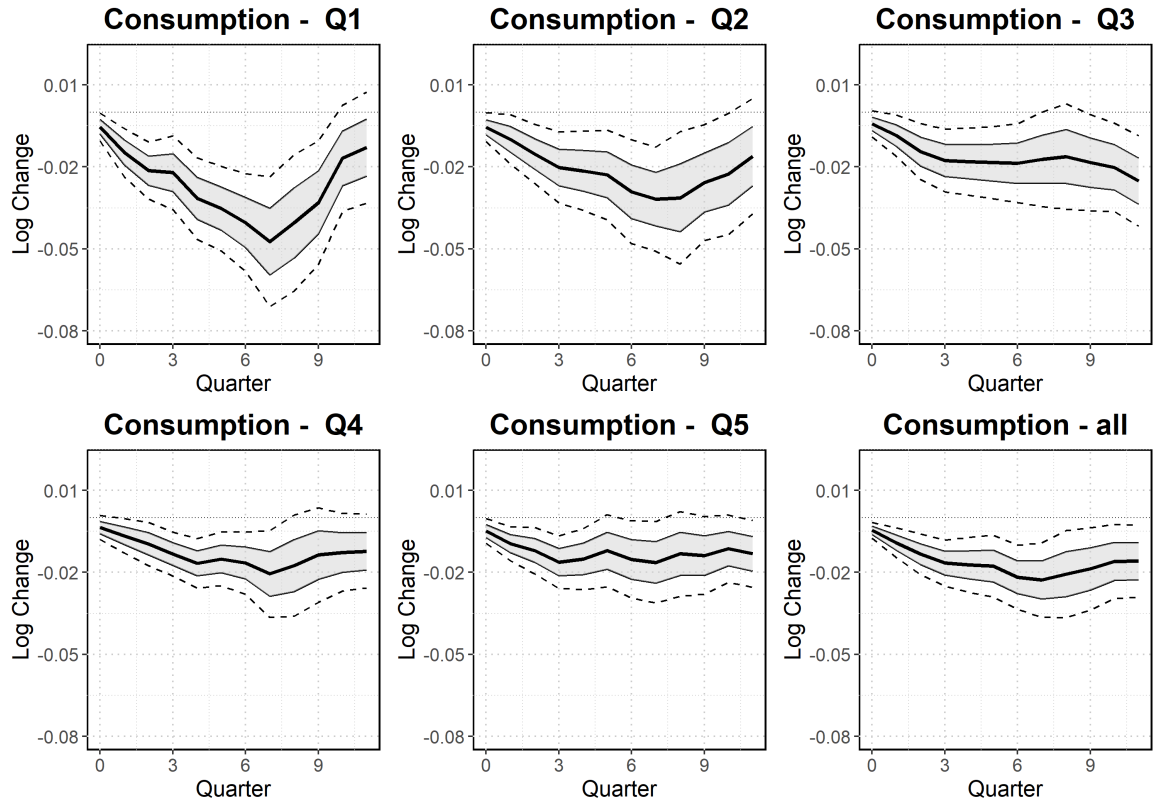 Consumption -  Q1
Log Change
0.01
-0.02
-0.05
-0.08
0 3 6 9
Quarter
Consumption -  Q2
Log Change
0.01
-0.02
-0.05
-0.08
0 3 6 9
Quarter
Consumption -  Q3
Log Change
0.01
-0.02
-0.05
-0.08
0 3 6 9
Quarter
Consumption -  Q4
Log Change
0.01
-0.02
-0.05
-0.08
0 3 6 9
Quarter
Consumption -  Q5
Log Change
0.01
-0.02
-0.05
-0.08
0 3 6 9
Quarter
Consumption - all
Log Change
0.01
-0.02
-0.05
-0.08
0 3 6 9
Quarter